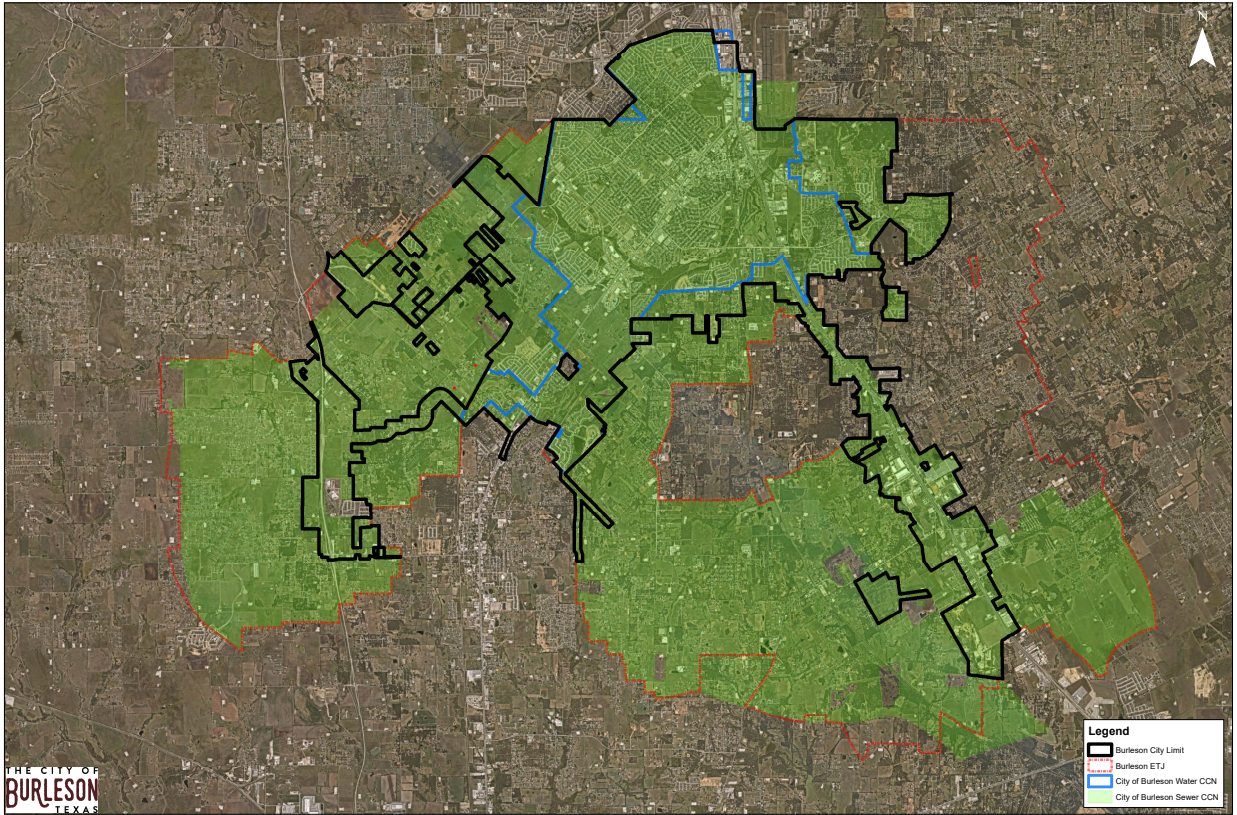 N
Legend
Burleson City Limit
Burleson ETJ
City of Burleson Water CCN
City of Burleson Sewer CCN
THE CITY OF
BURLESON
TEXAS